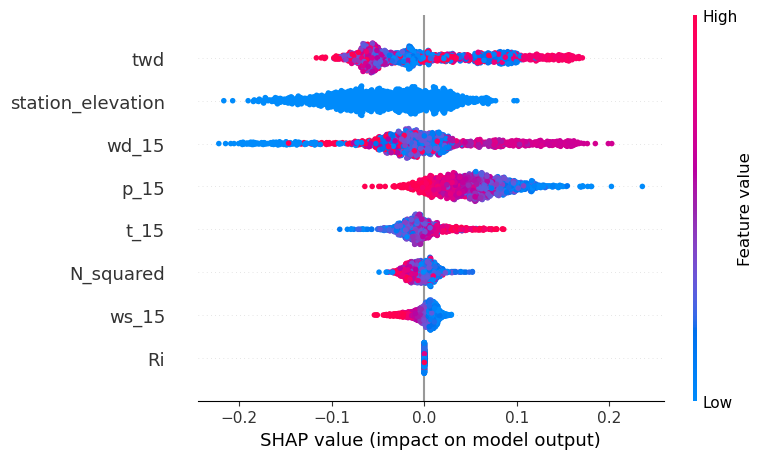 High
twd
station_elevation
wd_15
p_15
t_15
N_squared
ws_15
Ri
Feature value
Low
−0.2 −0.1 0.0 0.1 0.2
SHAP value (impact on model output)